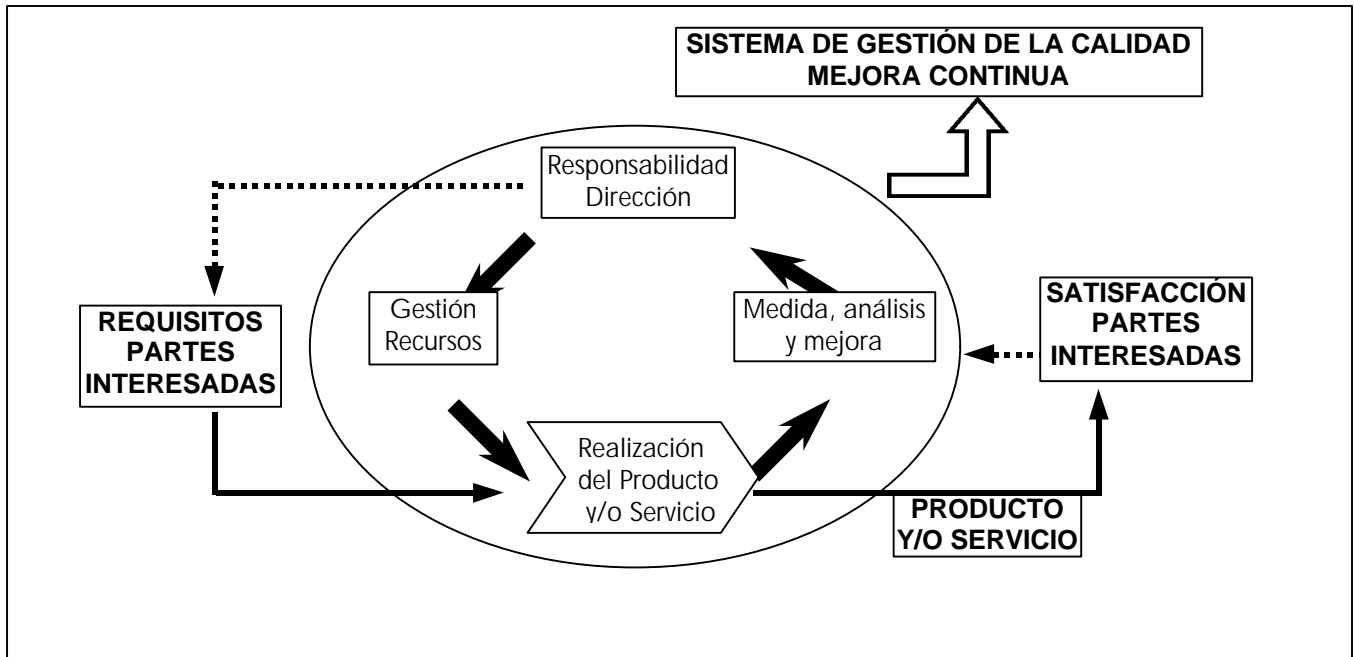 SISTEMA DE GESTIÓN DE LA CALIDAD
MEJORA CONTINUA
Responsabilidad
Dirección
Gestión
Recursos
Medida, análisis
y mejora
REQUISITOS
PARTES
INTERESADAS
SATISFACCIÓN
PARTES
INTERESADAS
Realización
del Producto
y/o Servicio
PRODUCTO
Y/O SERVICIO